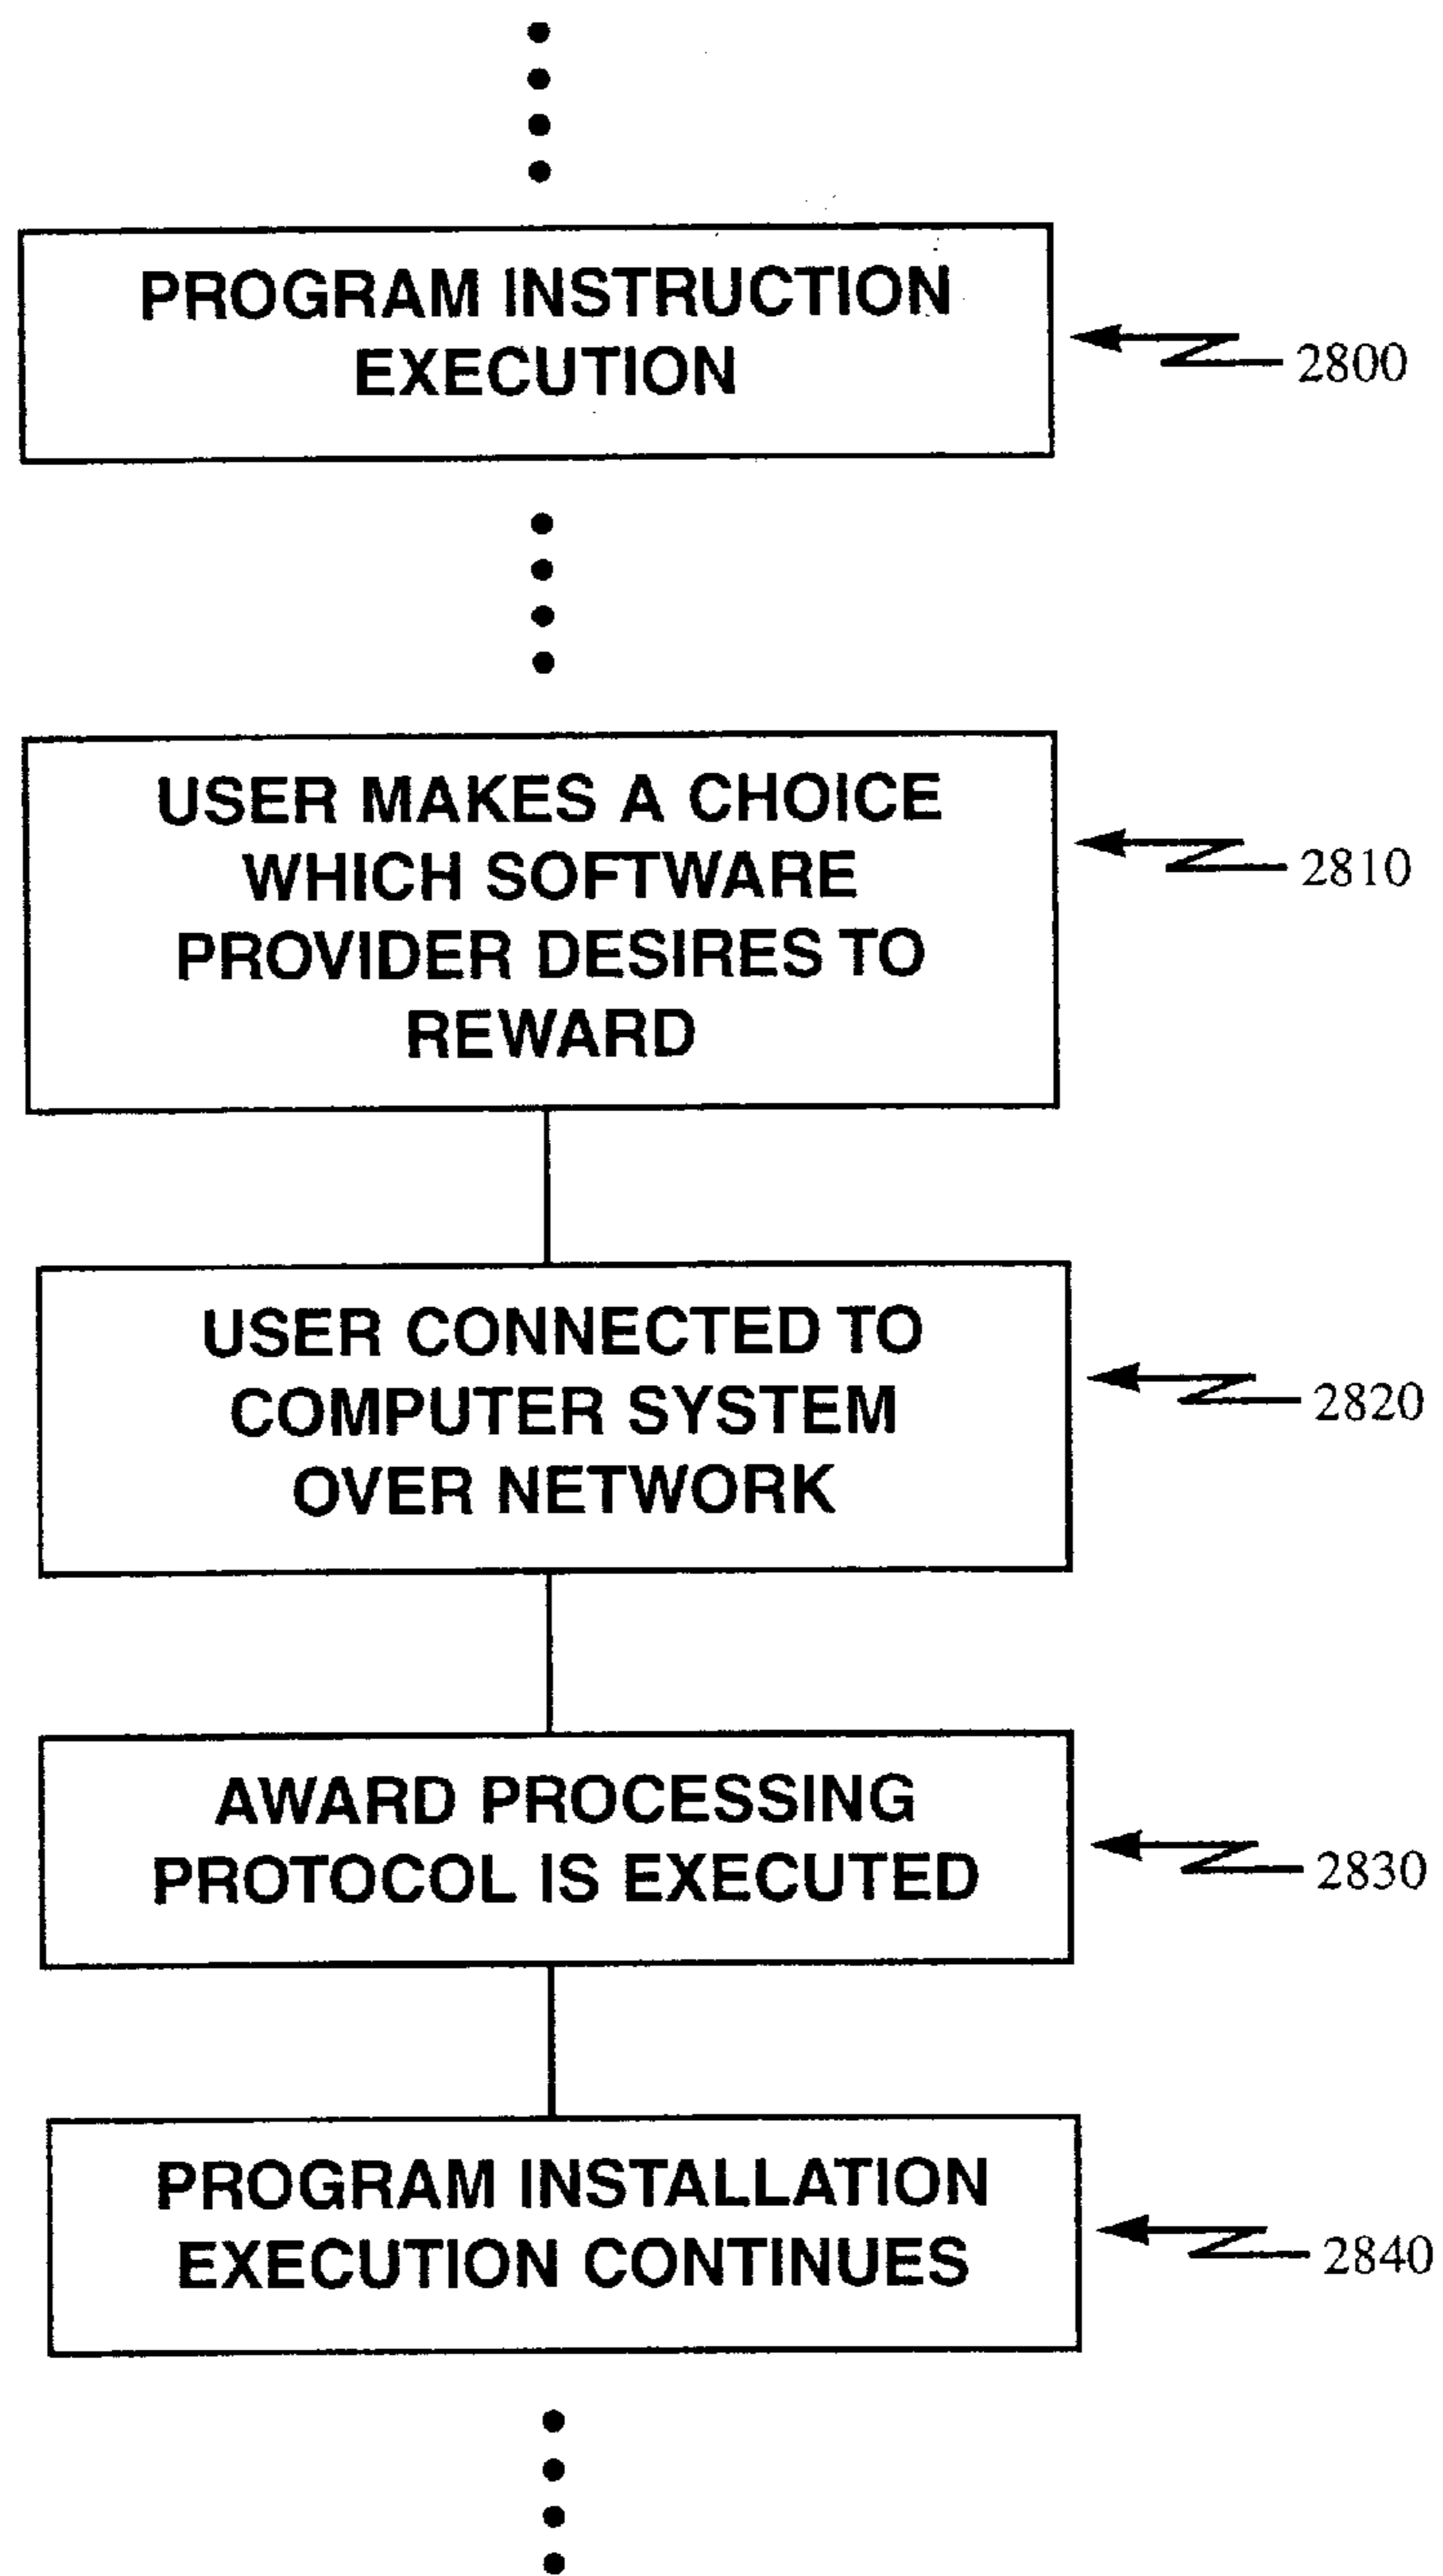 PROGRAM INSTRUCTION
EXECUTION
2800
USER MAKES A CHOICE
WHICH SOFTWARE
PROVIDER DESIRES TO
REWARD
2810
USER CONNECTED TO
COMPUTER SYSTEM
OVER NETWORK
2820
AWARD PROCESSING
PROTOCOL IS EXECUTED
2830
PROGRAM INSTALLATION
EXECUTION CONTINUES
2840